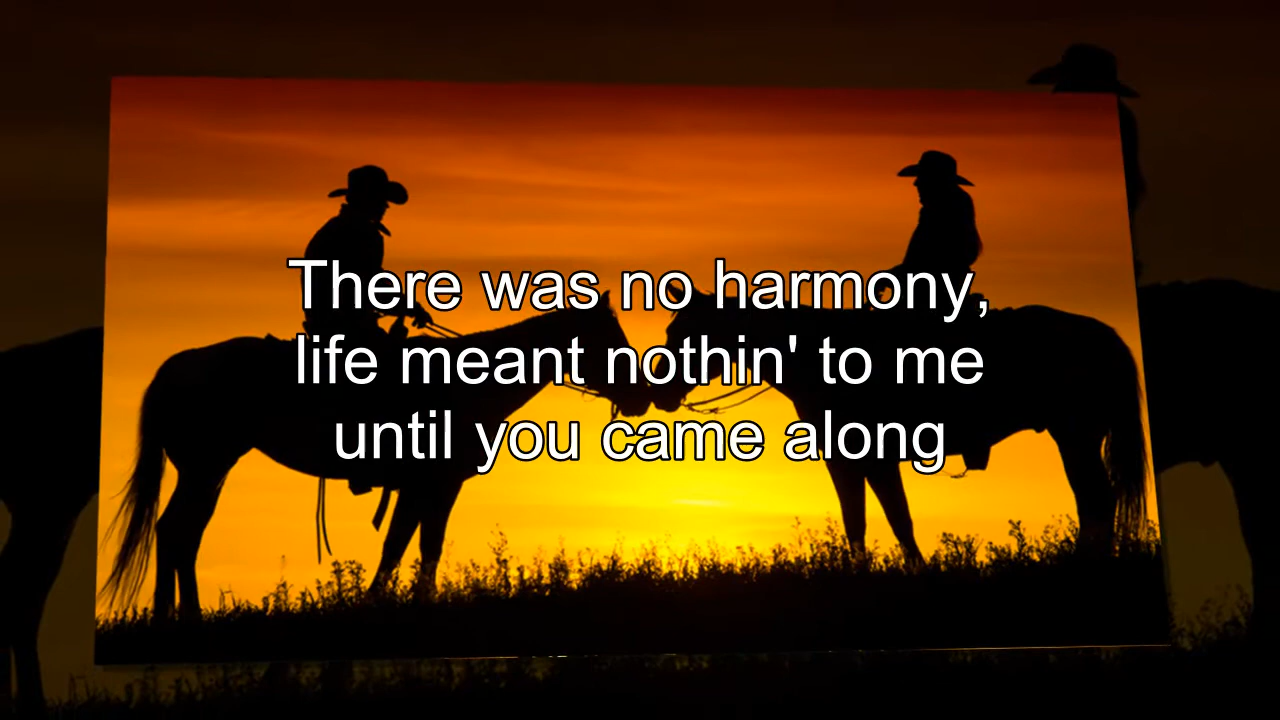 There was no harmony,
life meant nothin' to me
until you came along